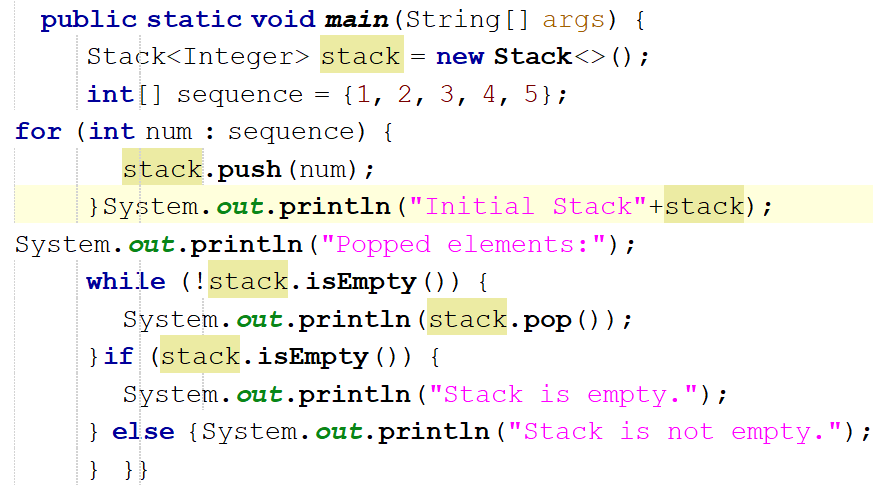 public static void main(String[] args) {
Stack<Integer> stack = new Stack<>();
int[] sequence = {1, 2, 3, 4, 5};
for (int num : sequence) {
stack.push(num);
}System.out.println("Initial Stack"+stack);
System.out.println("Popped elements:");
while (!stack.isEmpty()) {
System.out.println(stack.pop());
}if (stack.isEmpty()) {
System.out.println("Stack is empty.");
} else {System.out.println("Stack is not empty.");
} }}